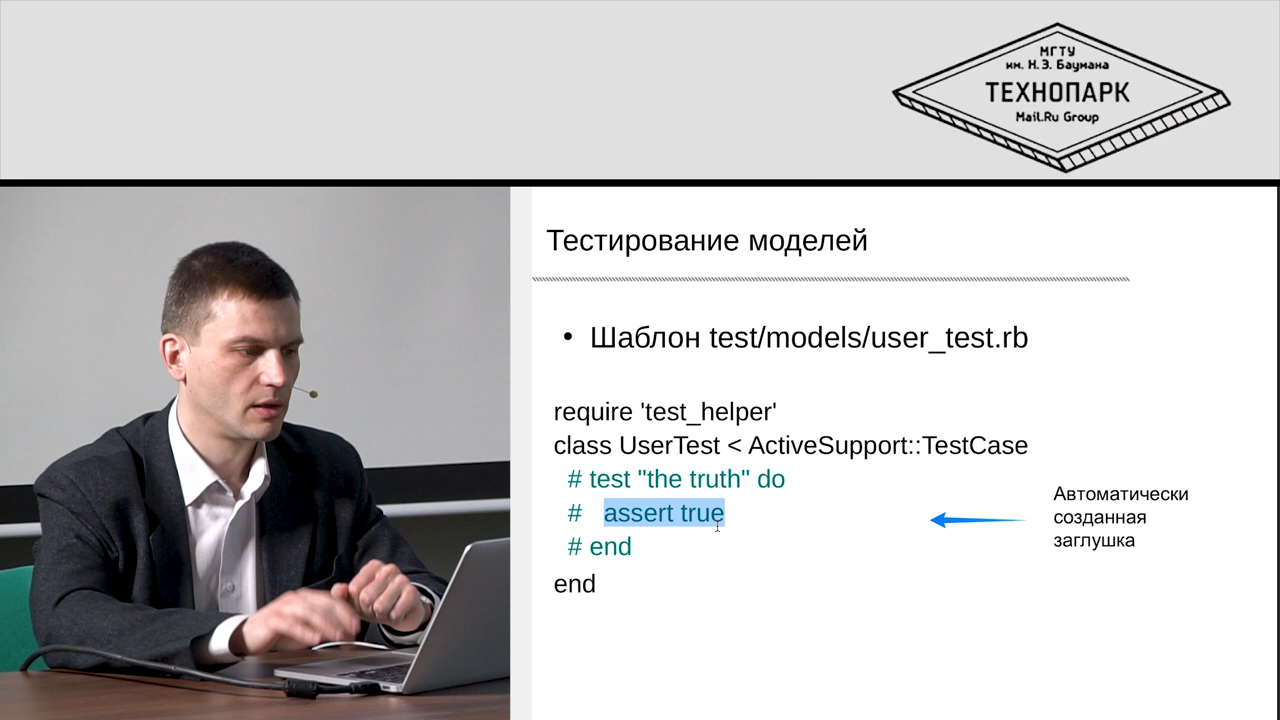 МГТУ
им. Н.Э. Баумана
ТЕХНОПАРК
Mail.Ru Group
Тестирование моделей
• Шаблон test/models/user_test.rb
require 'test_helper'
class UserTest < ActiveSupport::TestCase
# test "the truth" do
#   assert true
# end
end
Автоматически
созданная
заглушка